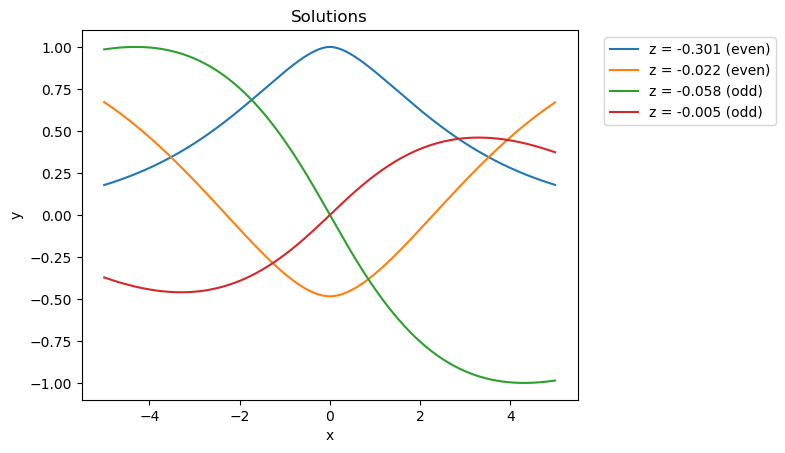 Solutions
z = -0.301 (even)
z = -0.022 (even)
z = -0.058 (odd)
z = -0.005 (odd)
1.00
0.75
0.50
0.25
0.00
−0.25
−0.50
−0.75
−1.00
y
−4
−2
0
2
4
x